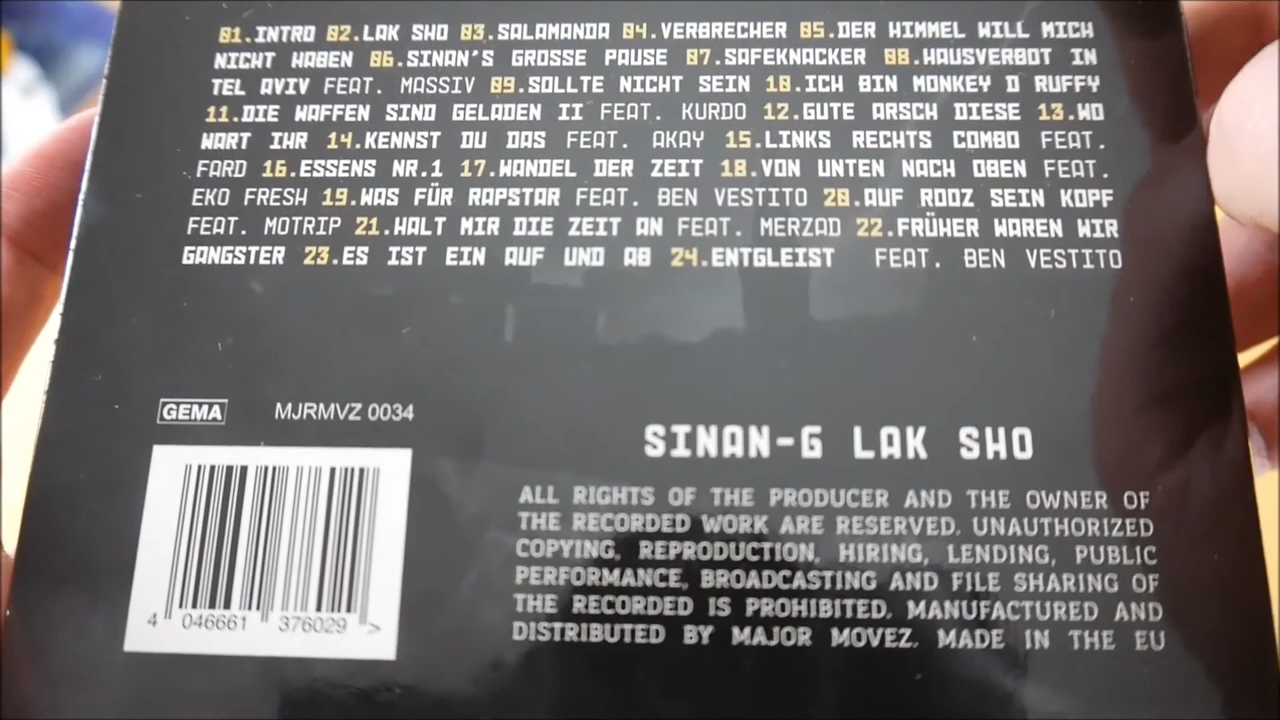 01.INTRO 02.LAK SHO 03.SALAMANDA 04.VERBRECHER 05.DER HIMMEL WILL MICH
NICHT HABEN 06.SINAN'S GROSSE PAUSE 07.SAFEKNACKER 08.HAUSVERBOT IN
TEL AVIV FEAT. MASSIV 09.SOLLTE NICHT SEIN 10.ICH BIN MONKEY D RUFFY
11.DIE WAFFEN SIND GELADEN II FEAT. KURDO 12.GUTE ARSCH DIESE 13.WO
WART IHR 14.KENNST DU DAS FEAT. AKAY 15.LINKS RECHTS COMBO FEAT.
FARD 16.ESSENS NR.1 17.WANDEL DER ZEIT 18.VON UNTEN NACH OBEN FEAT.
EKO FRESH 19.WAS FÜR RAPSTAR FEAT. BEN VESTITO 20.AUF ROOZ SEIN KOPF
FEAT. MOTRIP 21.HALT MIR DIE ZEIT AN FEAT. MERZAD 22.FRÜHER WAREN WIR
GANGSTER 23.ES IST EIN AUF UND AB 24.ENTGLEIST FEAT. BEN VESTITO
GEMA MJRMVZ 0034
4 046661 376029 >
SINAN-G LAK SHO
ALL RIGHTS OF THE PRODUCER AND THE OWNER OF
THE RECORDED WORK ARE RESERVED. UNAUTHORIZED
COPYING, REPRODUCTION, HIRING, LENDING, PUBLIC
PERFORMANCE, BROADCASTING AND FILE SHARING OF
THE RECORDED IS PROHIBITED. MANUFACTURED AND
DISTRIBUTED BY MAJOR MOVEZ. MADE IN THE EU